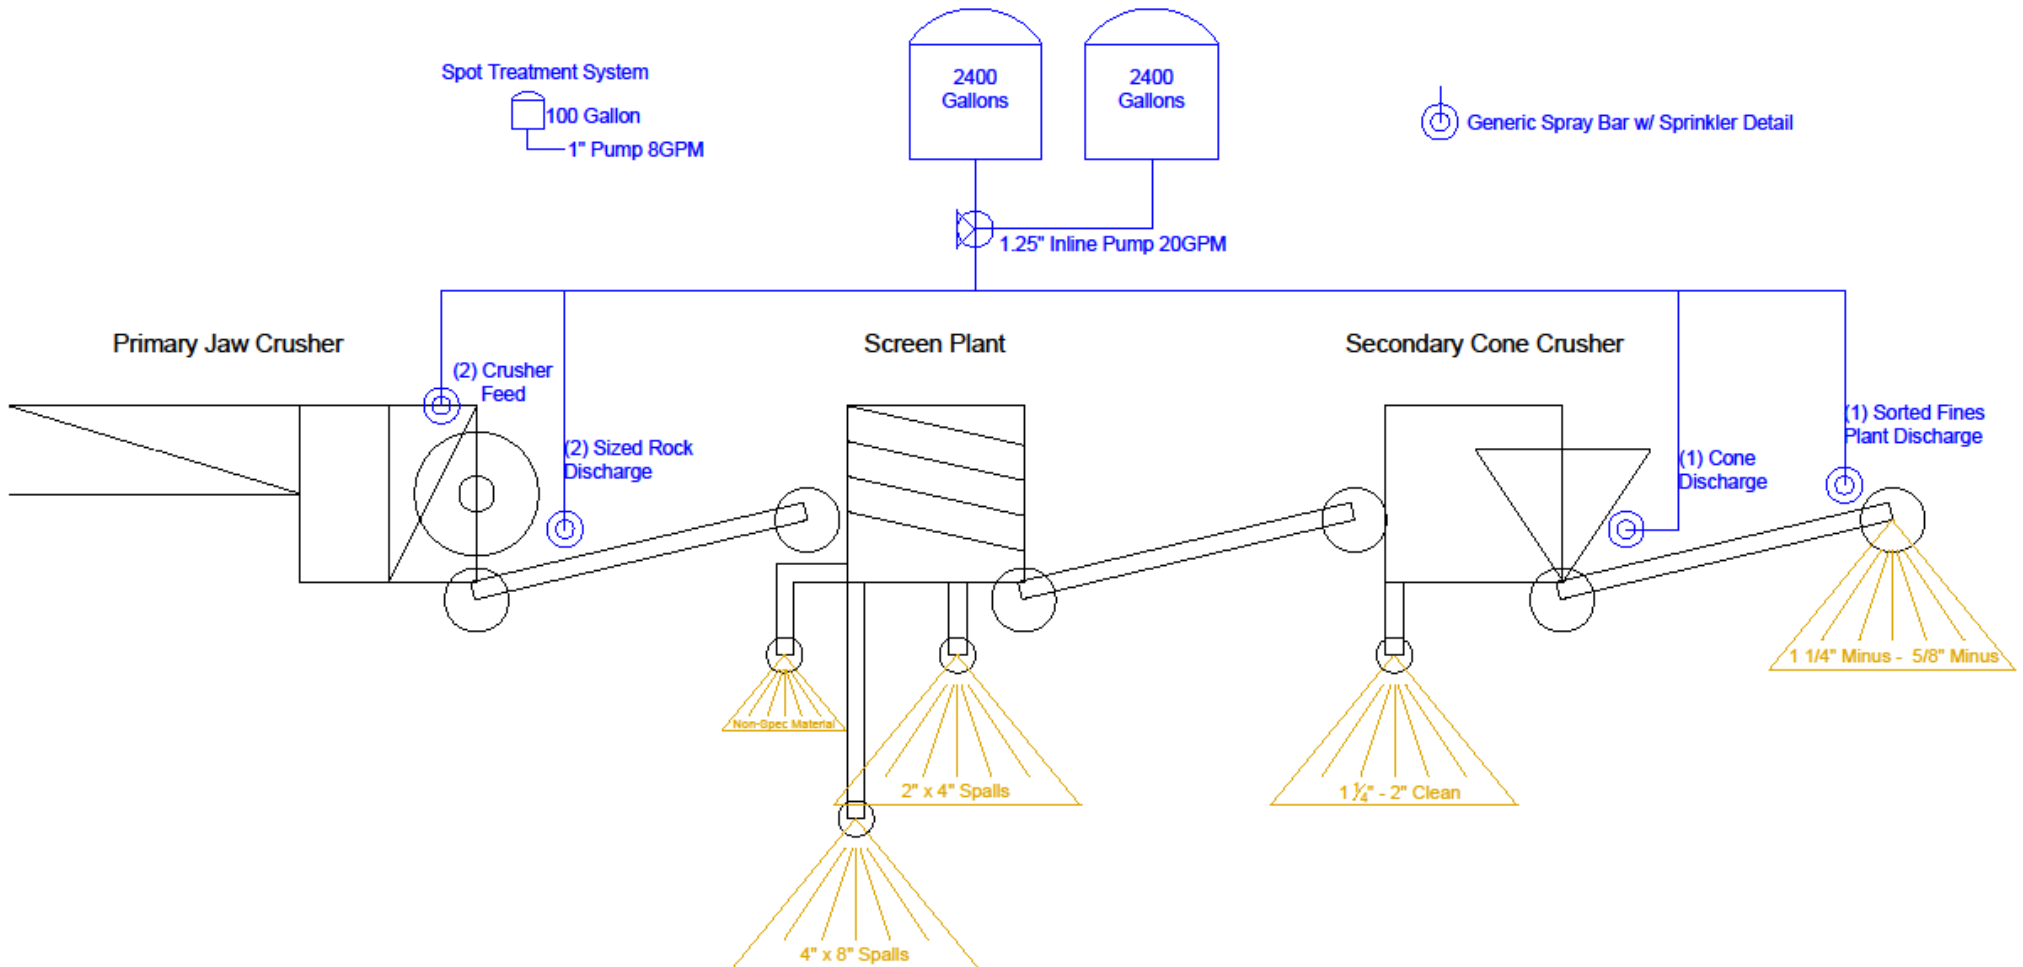 Spot Treatment System
100 Gallon
1" Pump 8GPM
2400
Gallons
2400
Gallons
Generic Spray Bar w/ Sprinkler Detail
1.25" Inline Pump 20GPM
Primary Jaw Crusher
Screen Plant
Secondary Cone Crusher
(2) Crusher
Feed
(2) Sized Rock
Discharge
(1) Cone
Discharge
(1) Sorted Fines
Plant Discharge
Non-Spec Material
2" x 4" Spalls
4" x 8" Spalls
1 ¼" - 2" Clean
1 1/4" Minus - 5/8" Minus